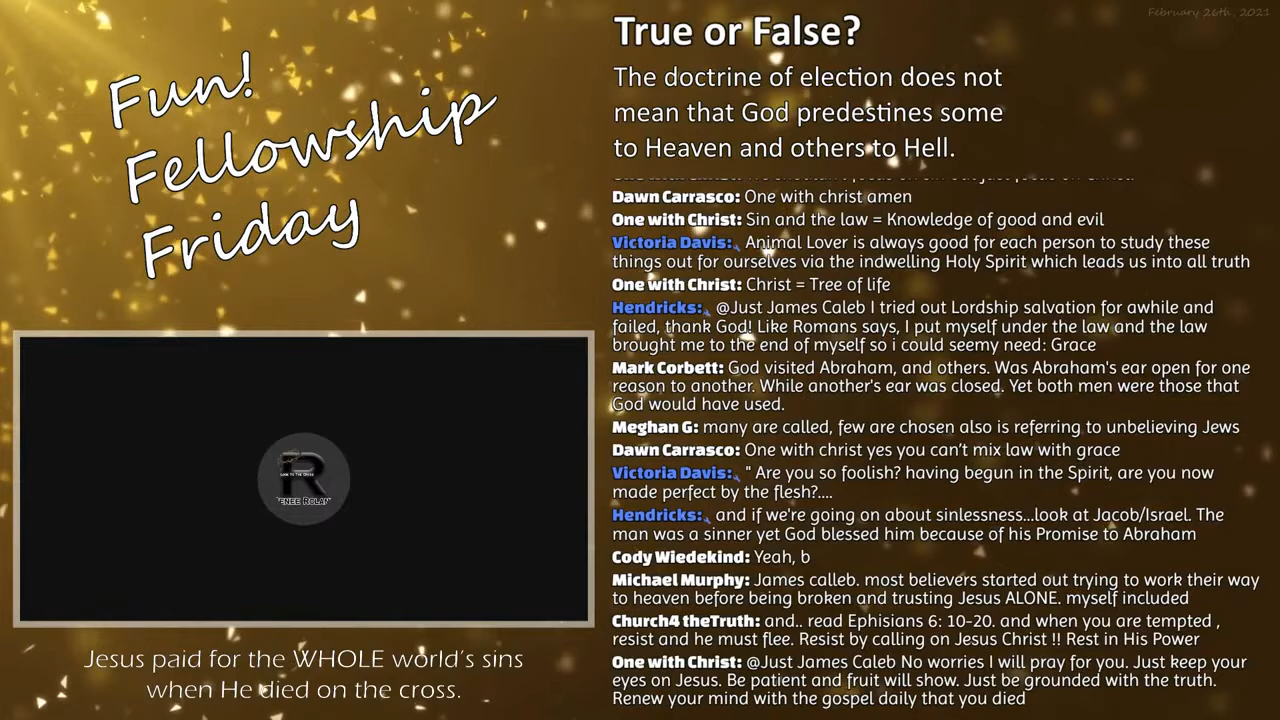 February 26th, 2021
Fun!
Fellowship
Friday
True or False?
The doctrine of election does not
mean that God predestines some
to Heaven and others to Hell.
Dawn Carrasco: One with christ amen
One with Christ: Sin and the law = Knowledge of good and evil
Victoria Davis: Animal Lover is always good for each person to study these
things out for ourselves via the indwelling Holy Spirit which leads us into all truth
One with Christ: Christ = Tree of life
Hendricks: @Just James Caleb I tried out Lordship salvation for awhile and
failed, thank God! Like Romans says, I put myself under the law and the law
brought me to the end of myself so i could seemy need: Grace
Mark Corbett: God visited Abraham, and others. Was Abraham's ear open for one
reason to another. While another's ear was closed. Yet both men were those that
God would have used.
Meghan G: many are called, few are chosen also is referring to unbelieving Jews
Dawn Carrasco: One with christ yes you can't mix law with grace
Victoria Davis: " Are you so foolish? having begun in the Spirit, are you now
made perfect by the flesh?....
Hendricks: and if we're going on about sinlessness...look at Jacob/Israel. The
man was a sinner yet God blessed him because of his Promise to Abraham
Cody Wiedekind: Yeah, b
Michael Murphy: James calleb. most believers started out trying to work their way
to heaven before being broken and trusting Jesus ALONE. myself included
Church4 theTruth: and.. read Ephisians 6: 10-20. and when you are tempted ,
resist and he must flee. Resist by calling on Jesus Christ !! Rest in His Power
One with Christ: @Just James Caleb No worries I will pray for you. Just keep your
eyes on Jesus. Be patient and fruit will show. Just be grounded with the truth.
Renew your mind with the gospel daily that you died
R
LOOK TO THE CROSS
RENEE ROLAN
Jesus paid for the WHOLE world's sins
when He died on the cross.